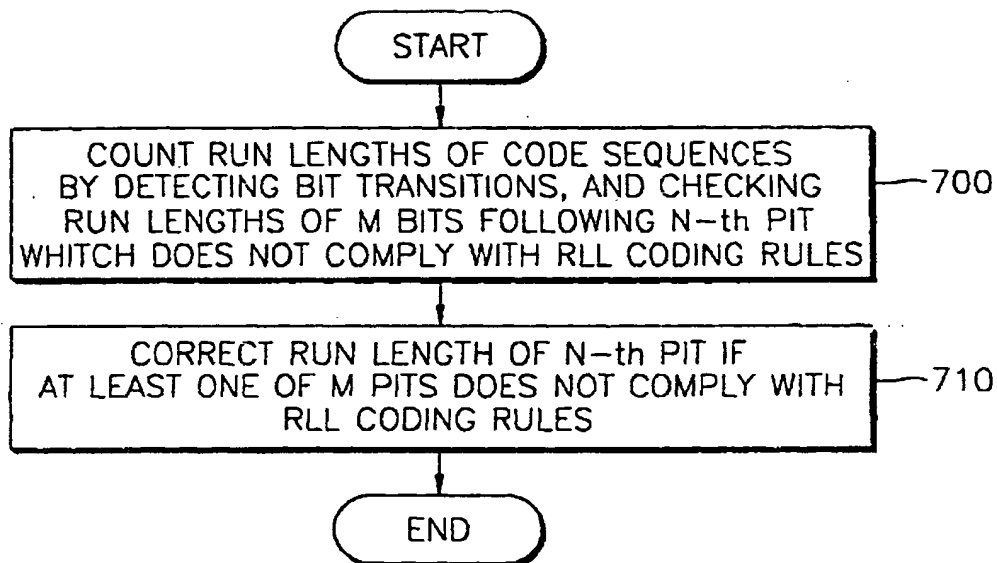 START
COUNT RUN LENGTHS OF CODE SEQUENCES
BY DETECTING BIT TRANSITIONS, AND CHECKING
RUN LENGTHS OF M BITS FOLLOWING N-th PIT
WHITCH DOES NOT COMPLY WITH RLL CODING RULES
700
CORRECT RUN LENGTH OF N-th PIT IF
AT LEAST ONE OF M PITS DOES NOT COMPLY WITH
RLL CODING RULES
710
END